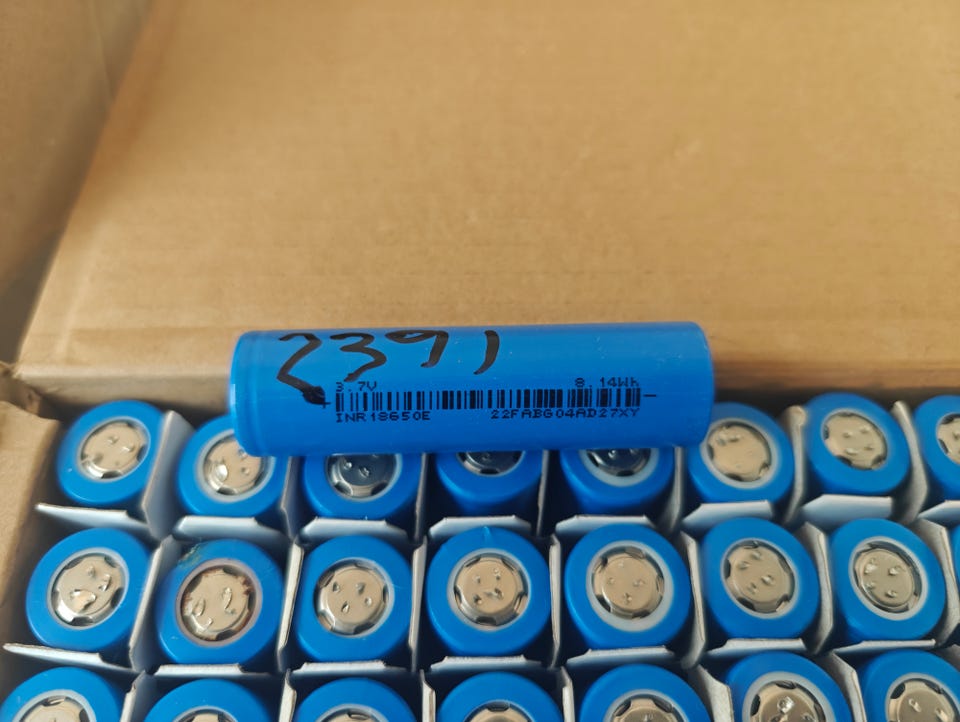 2391
3.7V 8.14Wh
+ -
INR18650E 22FABG04AD27XY